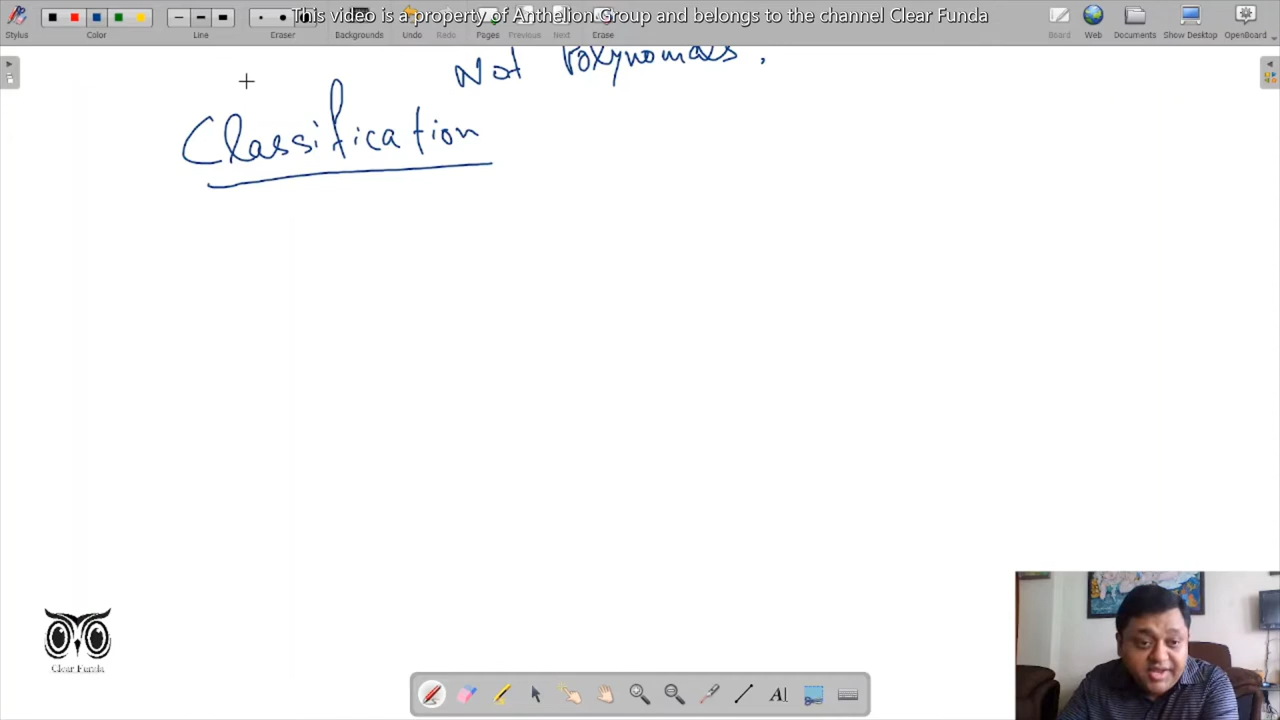 This video is a property of Anthelion Group and belongs to the channel Clear Funda
Stylus Color Line Eraser Backgrounds Undo Redo Pages Previous Next Erase Board Web Documents Show Desktop OpenBoard
Not Polynomials.
Classification
Clear Funda